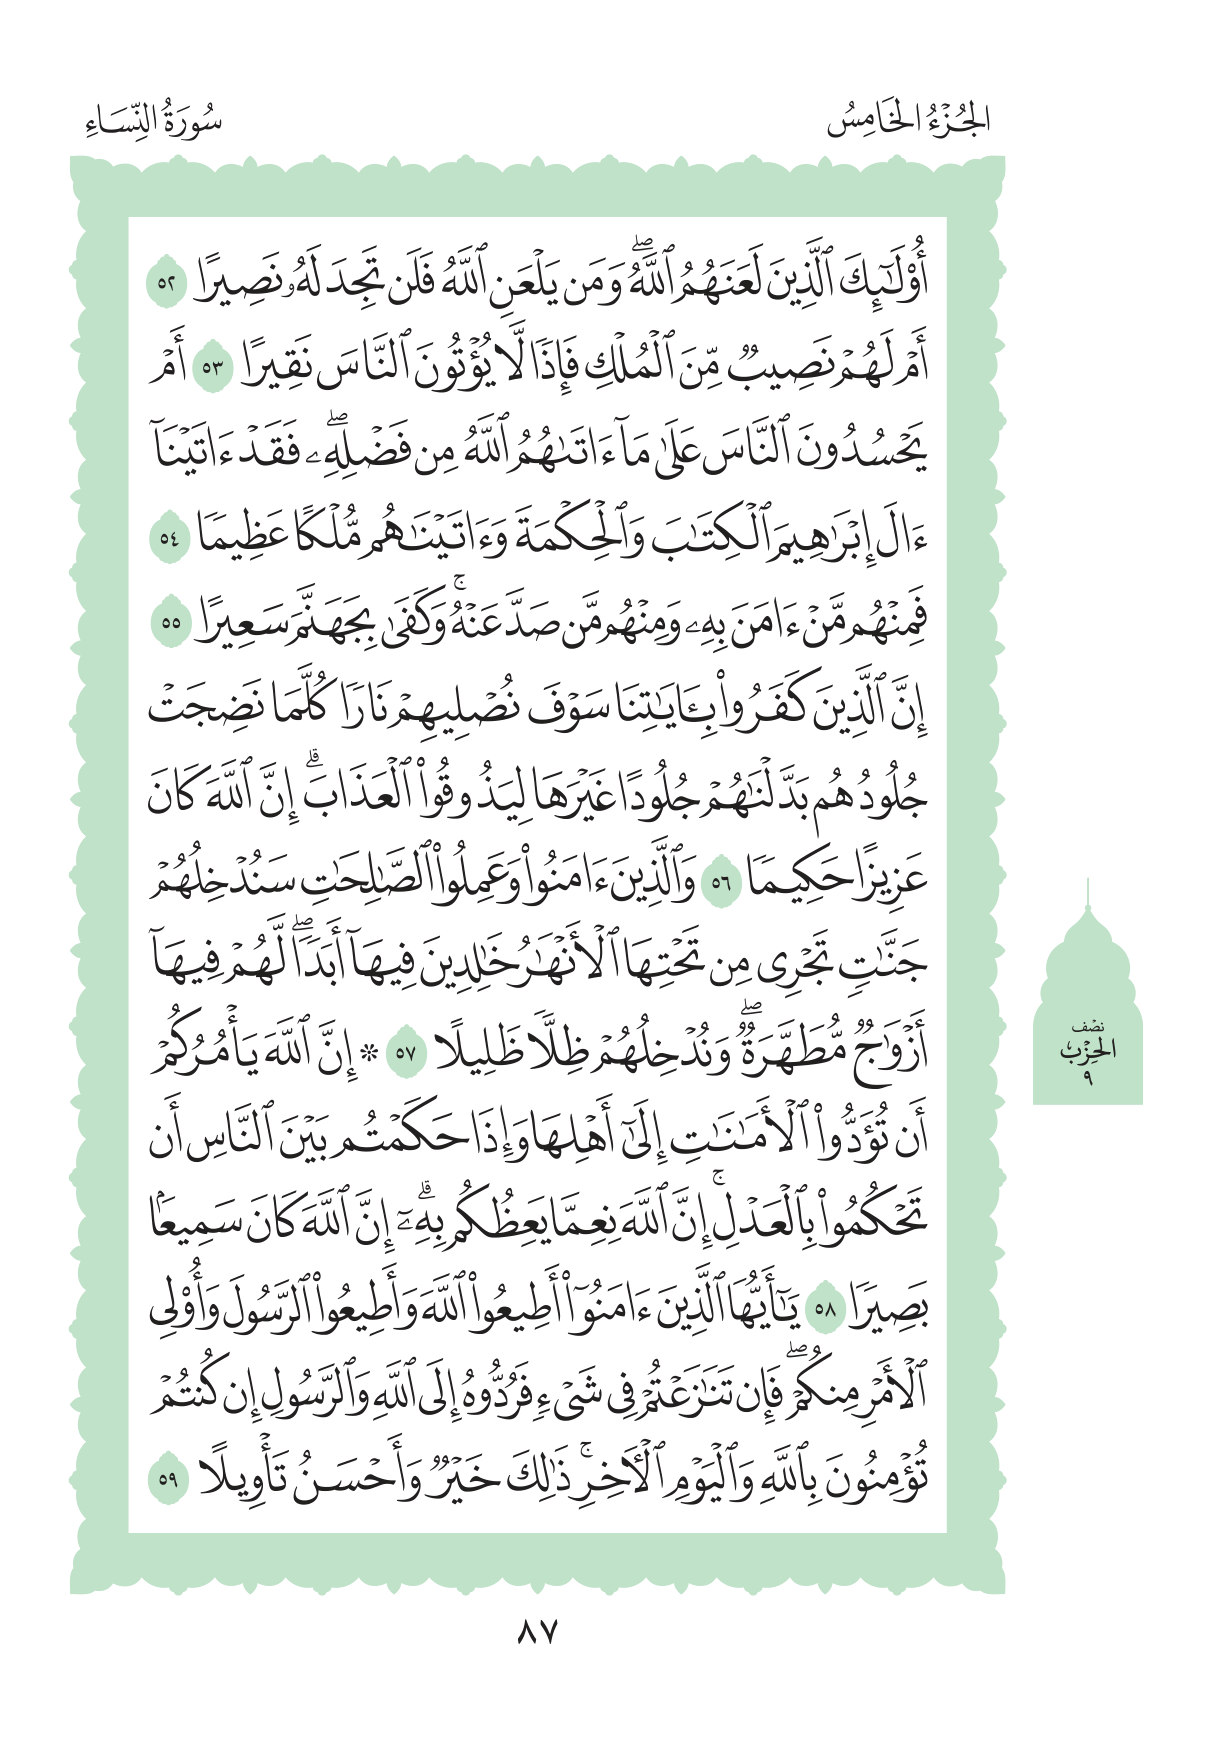 الجُزْءُ الخَامِسُ
سُورَةُ النِّسَاءِ
أُوْلَٰٓئِكَ ٱلَّذِينَ لَعَنَهُمُ ٱللَّهُۖ وَمَن يَلْعَنِ ٱللَّهُ فَلَن تَجِدَ لَهُۥ نَصِيرًا ٥٢
أَمْ لَهُمْ نَصِيبٌ مِّنَ ٱلْمُلْكِ فَإِذًا لَّا يُؤْتُونَ ٱلنَّاسَ نَقِيرًا ٥٣ أَمْ
يَحْسُدُونَ ٱلنَّاسَ عَلَىٰ مَآ ءَاتَىٰهُمُ ٱللَّهُ مِن فَضْلِهِۦۖ فَقَدْ ءَاتَيْنَآ
ءَالَ إِبْرَٰهِيمَ ٱلْكِتَٰبَ وَٱلْحِكْمَةَ وَءَاتَيْنَٰهُم مُّلْكًا عَظِيمًا ٥٤
فَمِنْهُم مَّنْ ءَامَنَ بِهِۦ وَمِنْهُم مَّن صَدَّ عَنْهُۚ وَكَفَىٰ بِجَهَنَّمَ سَعِيرًا ٥٥
إِنَّ ٱلَّذِينَ كَفَرُوا۟ بِـَٔايَٰتِنَا سَوْفَ نُصْلِيهِمْ نَارًا كُلَّمَا نَضِجَتْ
جُلُودُهُم بَدَّلْنَٰهُمْ جُلُودًا غَيْرَهَا لِيَذُوقُوا۟ ٱلْعَذَابَۗ إِنَّ ٱللَّهَ كَانَ
عَزِيزًا حَكِيمًا ٥٦ وَٱلَّذِينَ ءَامَنُوا۟ وَعَمِلُوا۟ ٱلصَّٰلِحَٰتِ سَنُدْخِلُهُمْ
جَنَّٰتٍ تَجْرِى مِن تَحْتِهَا ٱلْأَنْهَٰرُ خَٰلِدِينَ فِيهَآ أَبَدًاۖ لَّهُمْ فِيهَآ
أَزْوَٰجٌ مُّطَهَّرَةٌۖ وَنُدْخِلُهُمْ ظِلًّا ظَلِيلًا ٥٧ ۞ إِنَّ ٱللَّهَ يَأْمُرُكُمْ
أَن تُؤَدُّوا۟ ٱلْأَمَٰنَٰتِ إِلَىٰٓ أَهْلِهَا وَإِذَا حَكَمْتُم بَيْنَ ٱلنَّاسِ أَن
تَحْكُمُوا۟ بِٱلْعَدْلِۚ إِنَّ ٱللَّهَ نِعِمَّا يَعِظُكُم بِهِۦٓۗ إِنَّ ٱللَّهَ كَانَ سَمِيعًۢا
بَصِيرًا ٥٨ يَٰٓأَيُّهَا ٱلَّذِينَ ءَامَنُوٓا۟ أَطِيعُوا۟ ٱللَّهَ وَأَطِيعُوا۟ ٱلرَّسُولَ وَأُوْلِى
ٱلْأَمْرِ مِنكُمْۖ فَإِن تَنَٰزَعْتُمْ فِى شَىْءٍ فَرُدُّوهُ إِلَى ٱللَّهِ وَٱلرَّسُولِ إِن كُنتُمْ
تُؤْمِنُونَ بِٱللَّهِ وَٱلْيَوْمِ ٱلْـَٔاخِرِۚ ذَٰلِكَ خَيْرٌ وَأَحْسَنُ تَأْوِيلًا ٥٩
نصف
الحِزْب
٩
٨٧